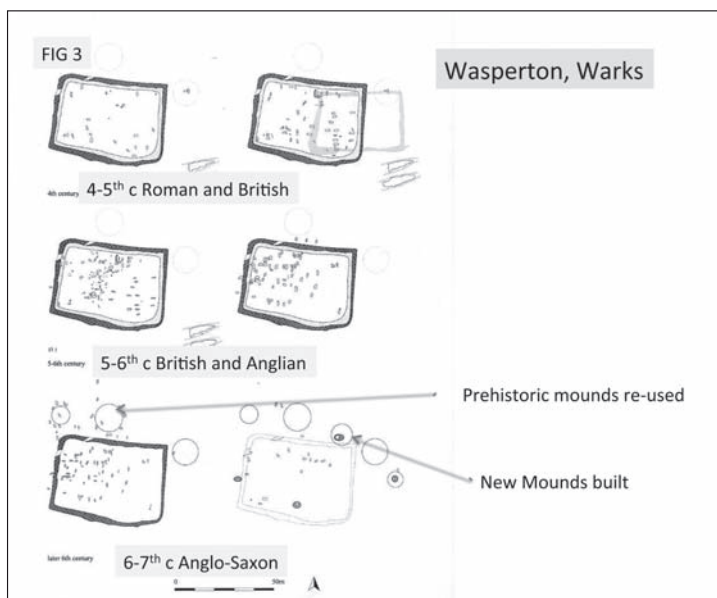 FIG 3
Wasperton, Warks
4th century
4-5th c Roman and British
5-6th century
5-6th c British and Anglian
Prehistoric mounds re-used
New Mounds built
later 6th century
6-7th c Anglo-Saxon
0 50m